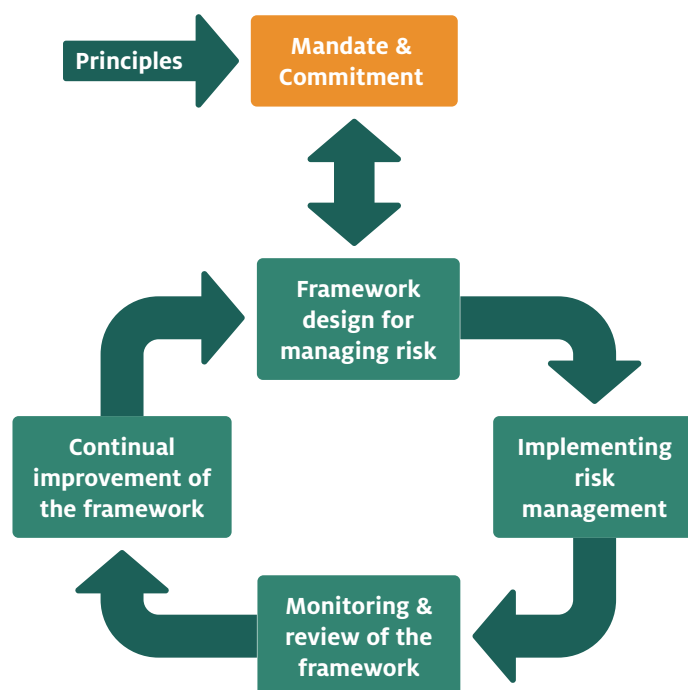 Principles
Mandate &
Commitment
Framework
design for
managing risk
Continual
improvement of
the framework
Implementing
risk
management
Monitoring &
review of the
framework